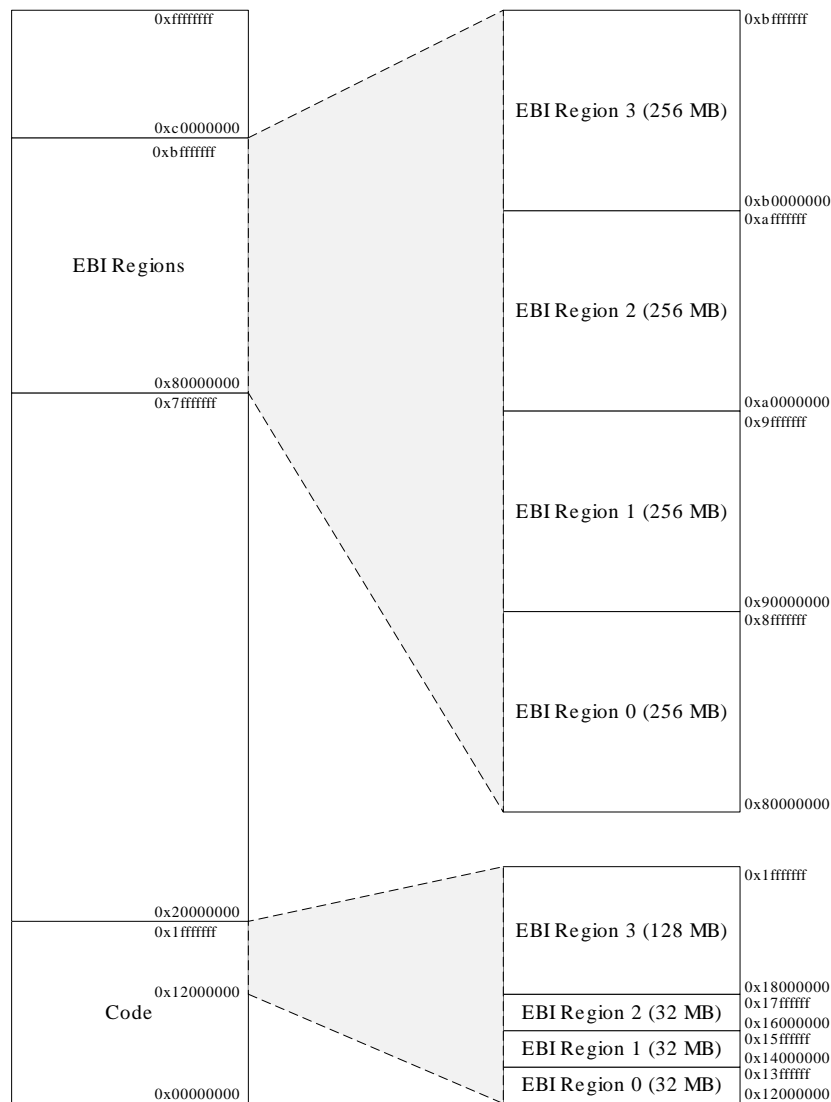 0xffffffff
0xc0000000
0xbfffffff
EBI Regions
0x80000000
0x7fffffff
0x20000000
0x1fffffff
0x12000000
Code
0x00000000
0xbfffffff
EBI Region 3 (256 MB)
0xb0000000
0xafffffff
EBI Region 2 (256 MB)
0xa0000000
0x9fffffff
EBI Region 1 (256 MB)
0x90000000
0x8fffffff
EBI Region 0 (256 MB)
0x80000000
0x1fffffff
EBI Region 3 (128 MB)
0x18000000
0x17ffffff
EBI Region 2 (32 MB)
0x16000000
0x15ffffff
EBI Region 1 (32 MB)
0x14000000
0x13ffffff
EBI Region 0 (32 MB)
0x12000000